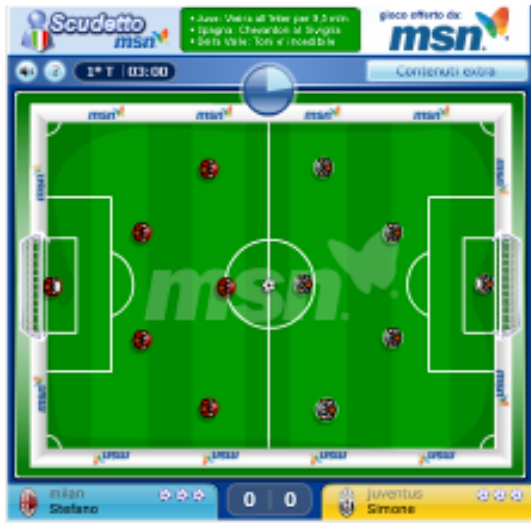 Scudetto
msn
• Juve: Vieira all'Inter per 9,5 mln
• Spagna: Chevanton al Siviglia
• Della Valle: Toni e' incedibile
gioco offerto da:
msn
1° T 03:00
Contenuti extra
msn msn msn msn
msn
msn msn msn msn
milan
Stefano
0 0
juventus
Simone